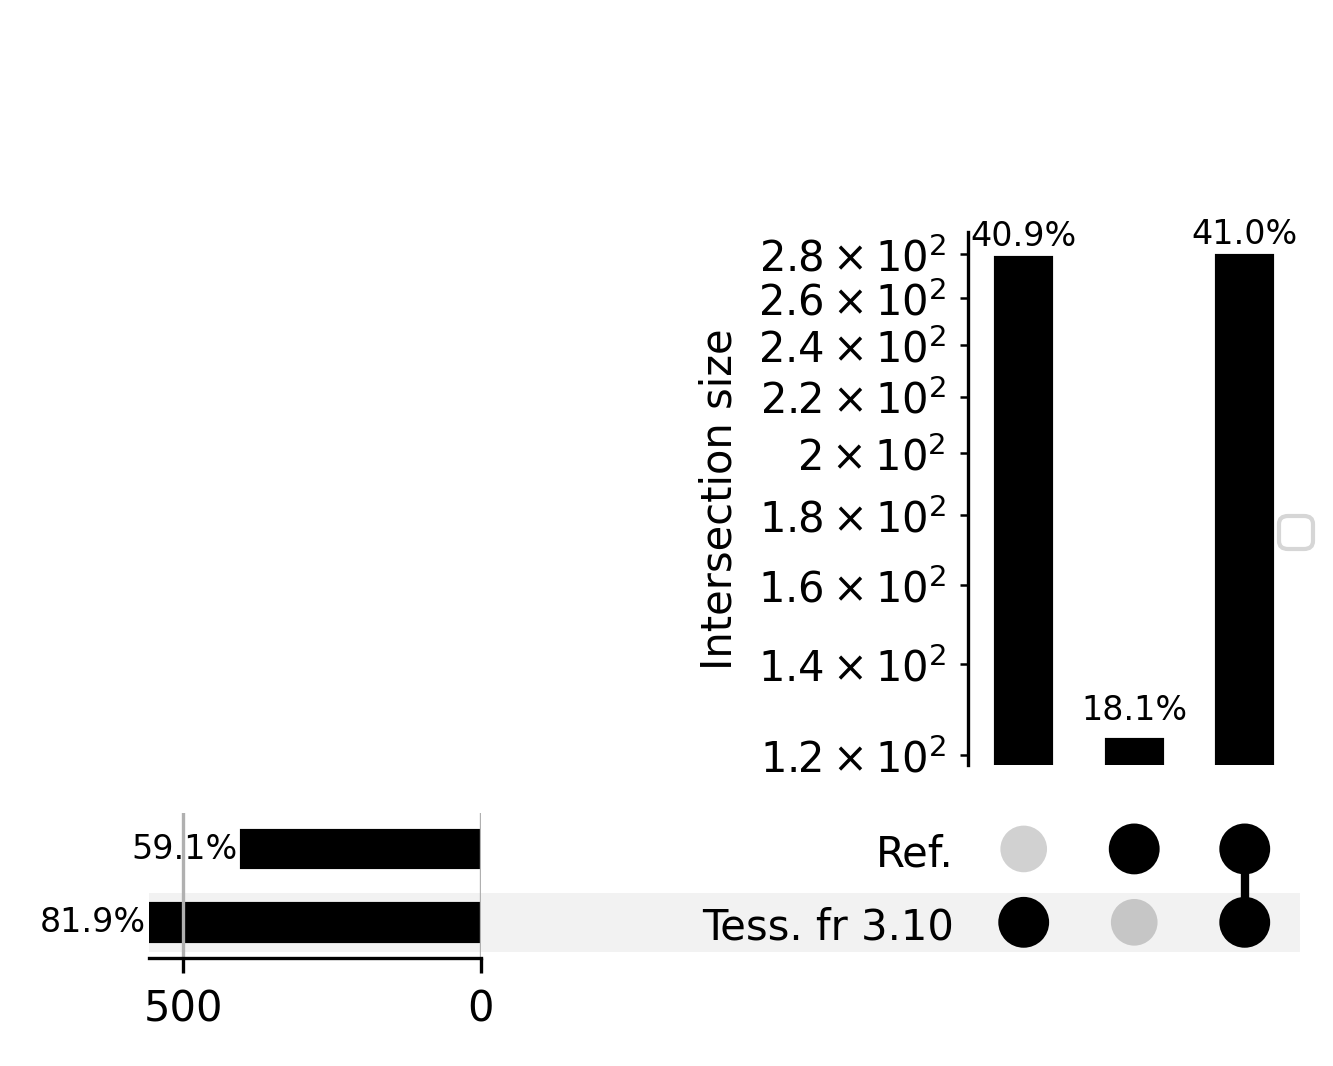 40.9%
41.0%
2.8 × 10²
2.6 × 10²
2.4 × 10²
2.2 × 10²
2 × 10²
1.8 × 10²
1.6 × 10²
1.4 × 10²
1.2 × 10²
Intersection size
18.1%
59.1%
Ref.
81.9%
Tess. fr 3.10
500
0